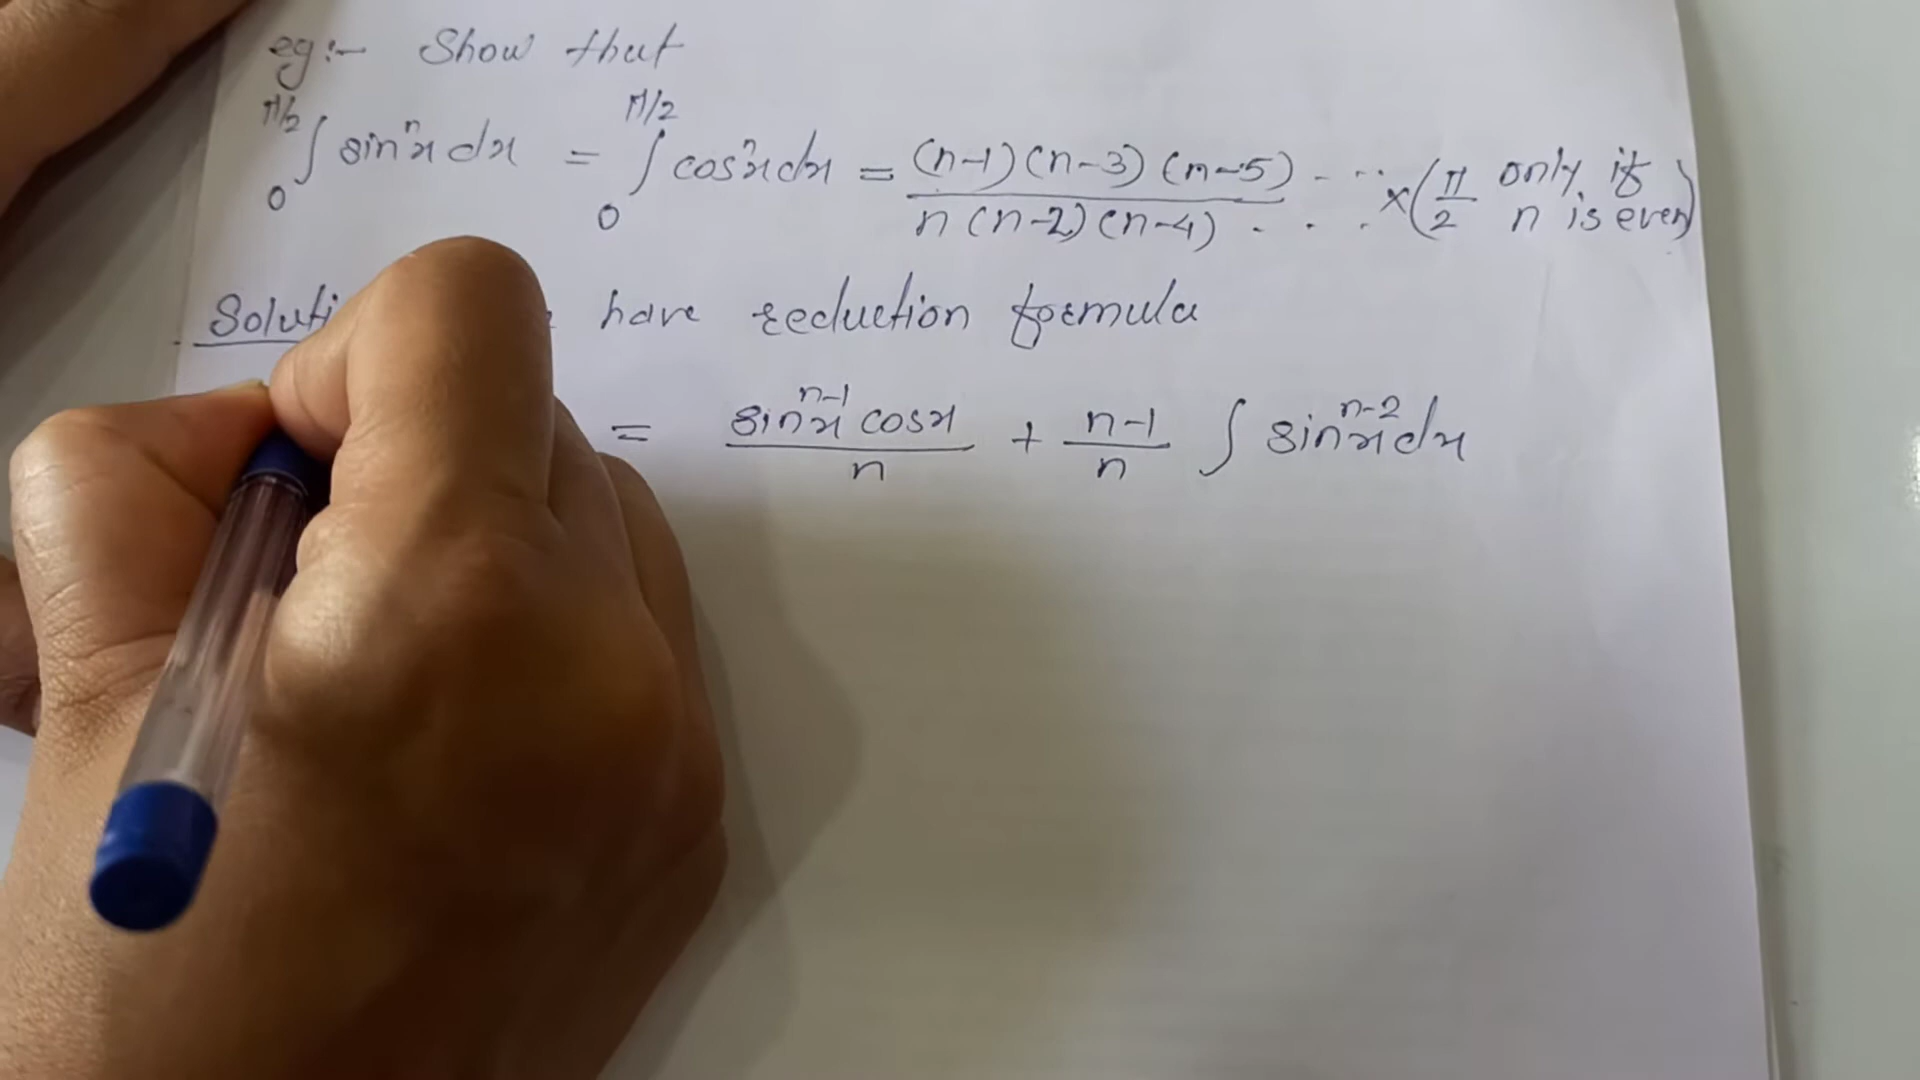 eg:- Show that
π/2 ∫ 0 sinⁿx dx = π/2 ∫ 0 cosⁿx dx = (n-1)(n-3)(n-5) - ... / n(n-2)(n-4) . . . × (π/2 only if n is even)
Soluti have reduction formula
= sinⁿ⁻¹x cosx / n + n-1 / n ∫ sinⁿ⁻²x dx